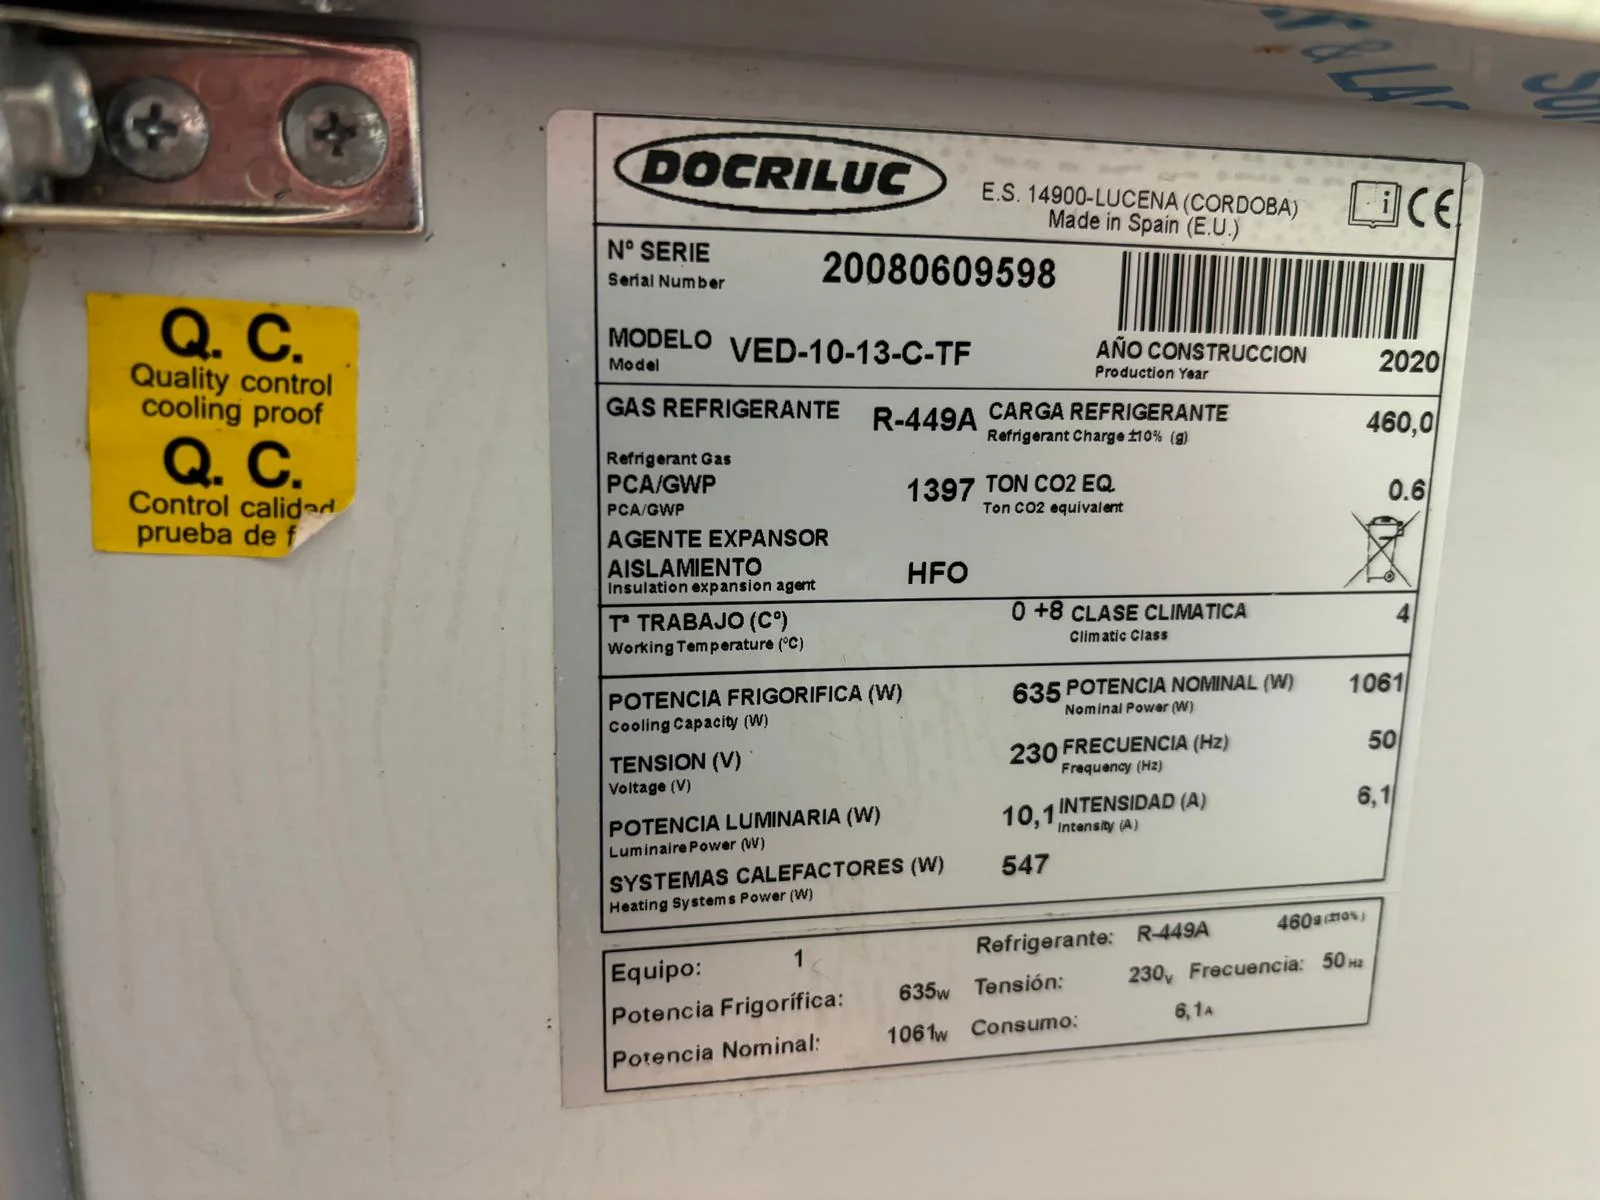 Q. C.
Quality control
cooling proof
Q. C.
Control calidad
prueba de f
DOCRILUC
E.S. 14900-LUCENA (CORDOBA)
Made in Spain (E.U.)
CE
Nº SERIE
Serial Number
20080609598
MODELO
Model
VED-10-13-C-TF
AÑO CONSTRUCCION
Production Year
2020
GAS REFRIGERANTE
Refrigerant Gas
R-449A
CARGA REFRIGERANTE
Refrigerant Charge ±10% (g)
460,0
PCA/GWP
PCA/GWP
1397
TON CO2 EQ.
Ton CO2 equivalent
0.6
AGENTE EXPANSOR
AISLAMIENTO
Insulation expansion agent
HFO
Tª TRABAJO (Cº)
Working Temperature (ºC)
0 +8
CLASE CLIMATICA
Climatic Class
4
POTENCIA FRIGORIFICA (W)
Cooling Capacity (W)
635
POTENCIA NOMINAL (W)
Nominal Power (W)
1061
TENSION (V)
Voltage (V)
230
FRECUENCIA (Hz)
Frequency (Hz)
50
POTENCIA LUMINARIA (W)
Luminaire Power (W)
10,1
INTENSIDAD (A)
Intensity (A)
6,1
SYSTEMAS CALEFACTORES (W)
Heating Systems Power (W)
547
Equipo: 1
Refrigerante: R-449A 460g (±10%)
Potencia Frigorífica: 635w
Tensión: 230v Frecuencia: 50 Hz
Potencia Nominal: 1061w
Consumo: 6,1A